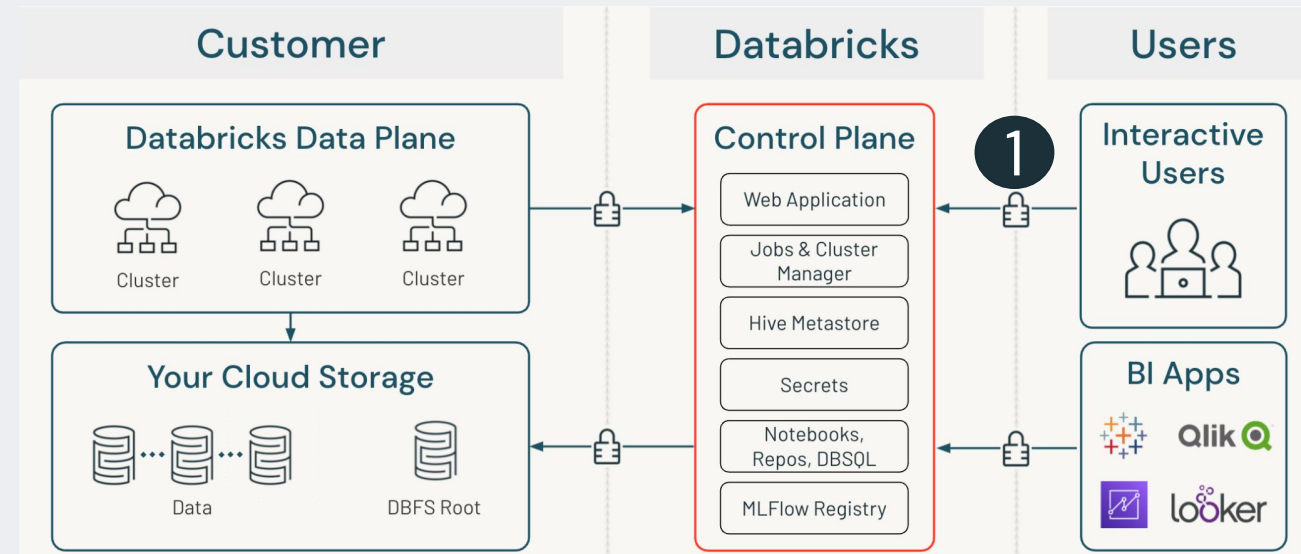 Customer
Databricks
Users
Databricks Data Plane
Cluster
Cluster
Cluster
Your Cloud Storage
Data
DBFS Root
Control Plane
Web Application
Jobs & Cluster
Manager
Hive Metastore
Secrets
Notebooks,
Repos, DBSQL
MLFlow Registry
1
Interactive
Users
BI Apps
Qlik
looker